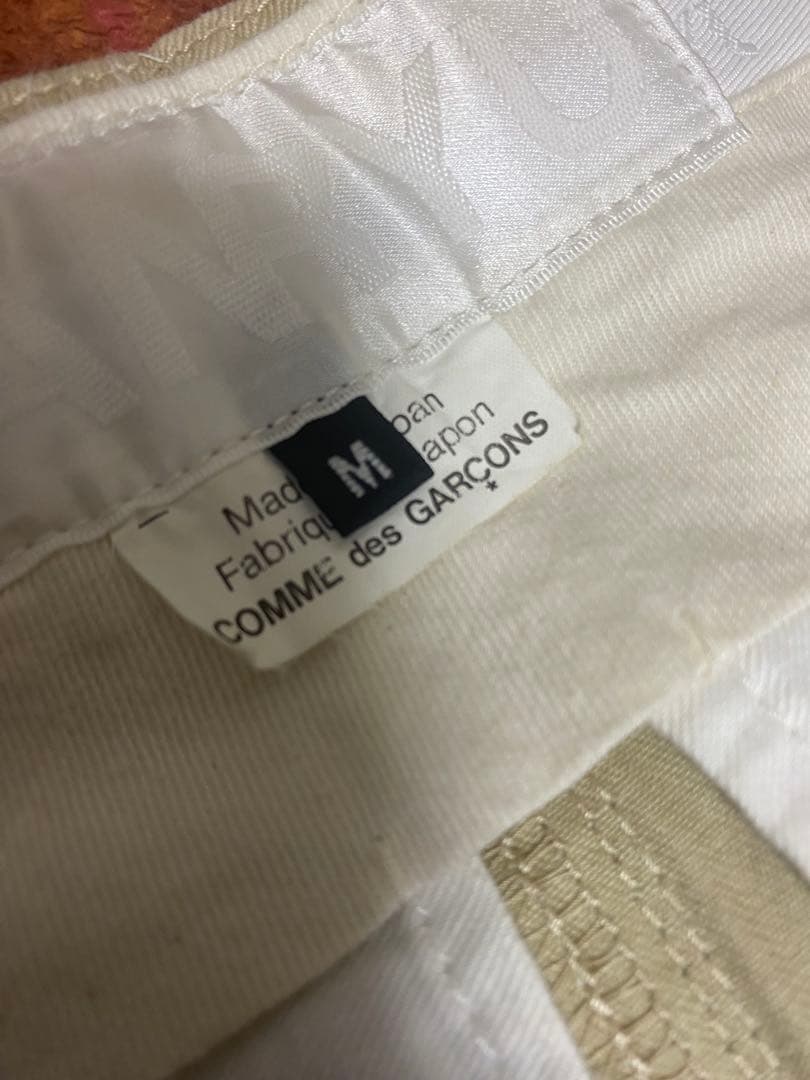 M
Mad pan
Fabriqu apon
COMME des GARÇONS